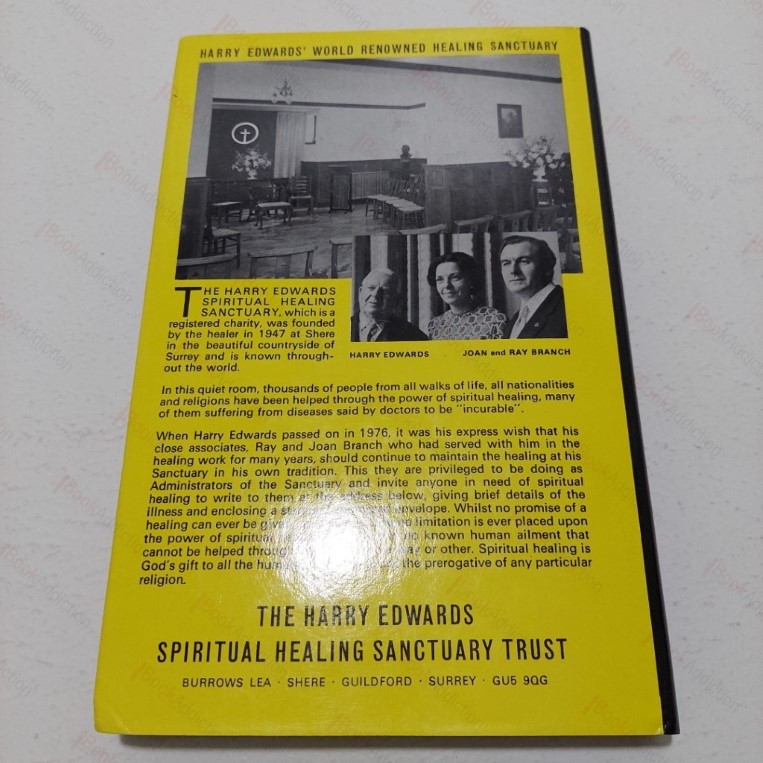 HARRY EDWARDS' WORLD RENOWNED HEALING SANCTUARY
THE HARRY EDWARDS
SPIRITUAL HEALING
SANCTUARY, which is a
registered charity, was founded
by the healer in 1947 at Shere
in the beautiful countryside of
Surrey and is known through-
out the world.
HARRY EDWARDS
JOAN and RAY BRANCH
In this quiet room, thousands of people from all walks of life, all nationalities
and religions have been helped through the power of spiritual healing, many
of them suffering from diseases said by doctors to be "incurable".
When Harry Edwards passed on in 1976, it was his express wish that his
close associates, Ray and Joan Branch who had served with him in the
healing work for many years, should continue to maintain the healing at his
Sanctuary in his own tradition. This they are privileged to be doing as
Administrators of the Sanctuary and invite anyone in need of spiritual
healing to write to them at the address below, giving brief details of the
illness and enclosing a envelope. Whilst no promise of a
healing can ever be limitation is ever placed upon
the power of spiritual known human ailment that
cannot be helped or other. Spiritual healing is
God's gift to all the the prerogative of any particular
religion.
THE HARRY EDWARDS
SPIRITUAL HEALING SANCTUARY TRUST
BURROWS LEA · SHERE · GUILDFORD · SURREY · GU5 9QG
BookAddiction